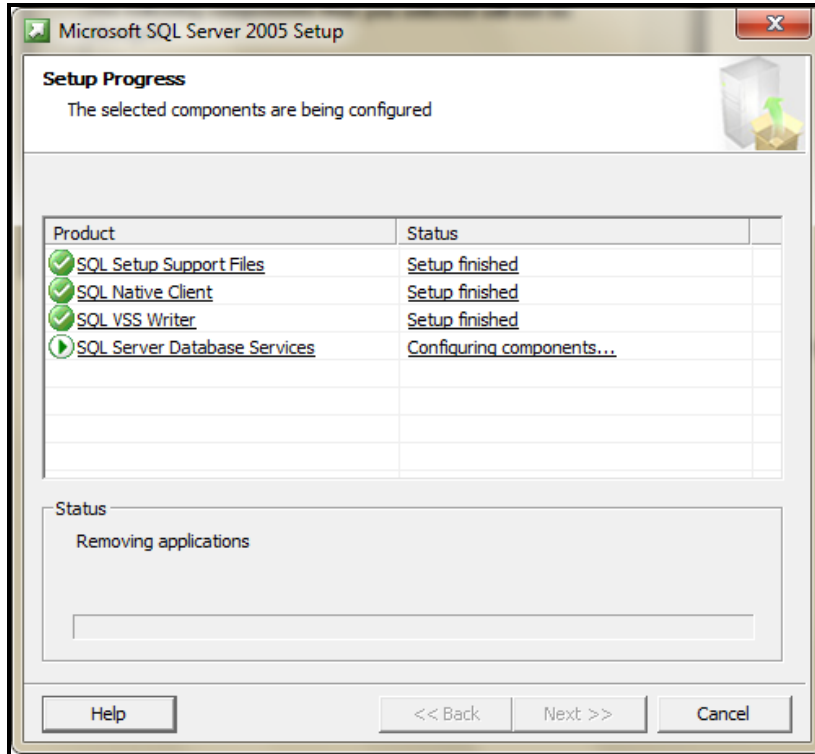 Microsoft SQL Server 2005 Setup
Setup Progress
The selected components are being configured
Product Status
SQL Setup Support Files Setup finished
SQL Native Client Setup finished
SQL VSS Writer Setup finished
SQL Server Database Services Configuring components...
Status
Removing applications
Help << Back Next >> Cancel